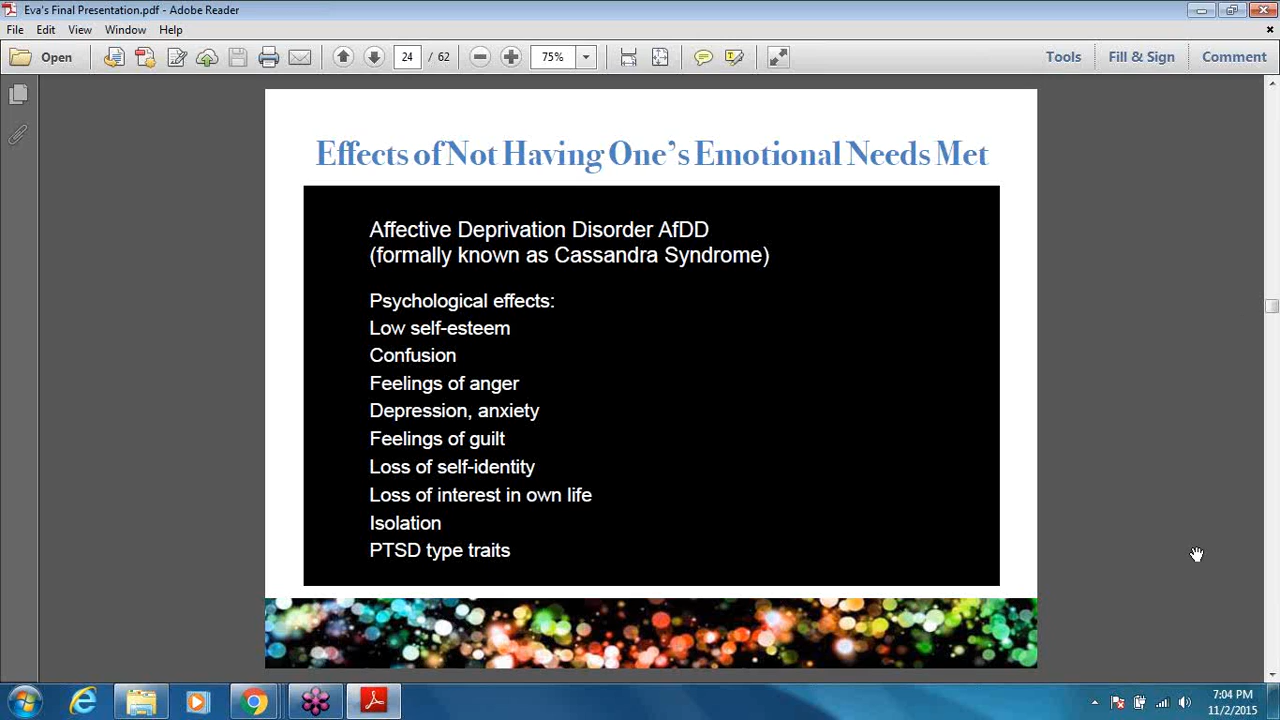 Eva's Final Presentation.pdf - Adobe Reader
File Edit View Window Help
Open 24 / 62 75% Tools Fill & Sign Comment
Effects of Not Having One's Emotional Needs Met
Affective Deprivation Disorder AfDD
(formally known as Cassandra Syndrome)
Psychological effects:
Low self-esteem
Confusion
Feelings of anger
Depression, anxiety
Feelings of guilt
Loss of self-identity
Loss of interest in own life
Isolation
PTSD type traits
7:04 PM
11/2/2015